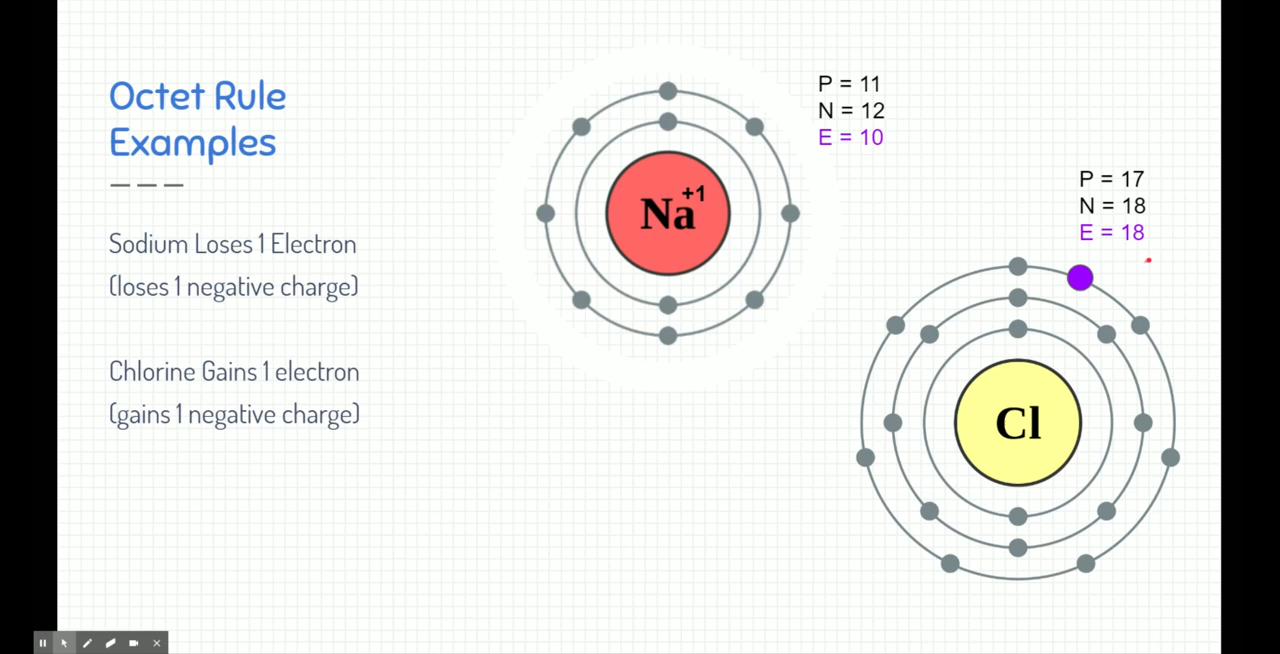 Octet Rule
Examples
Sodium Loses 1 Electron
(loses 1 negative charge)
Chlorine Gains 1 electron
(gains 1 negative charge)
Na+1
P = 11
N = 12
E = 10
P = 17
N = 18
E = 18
Cl